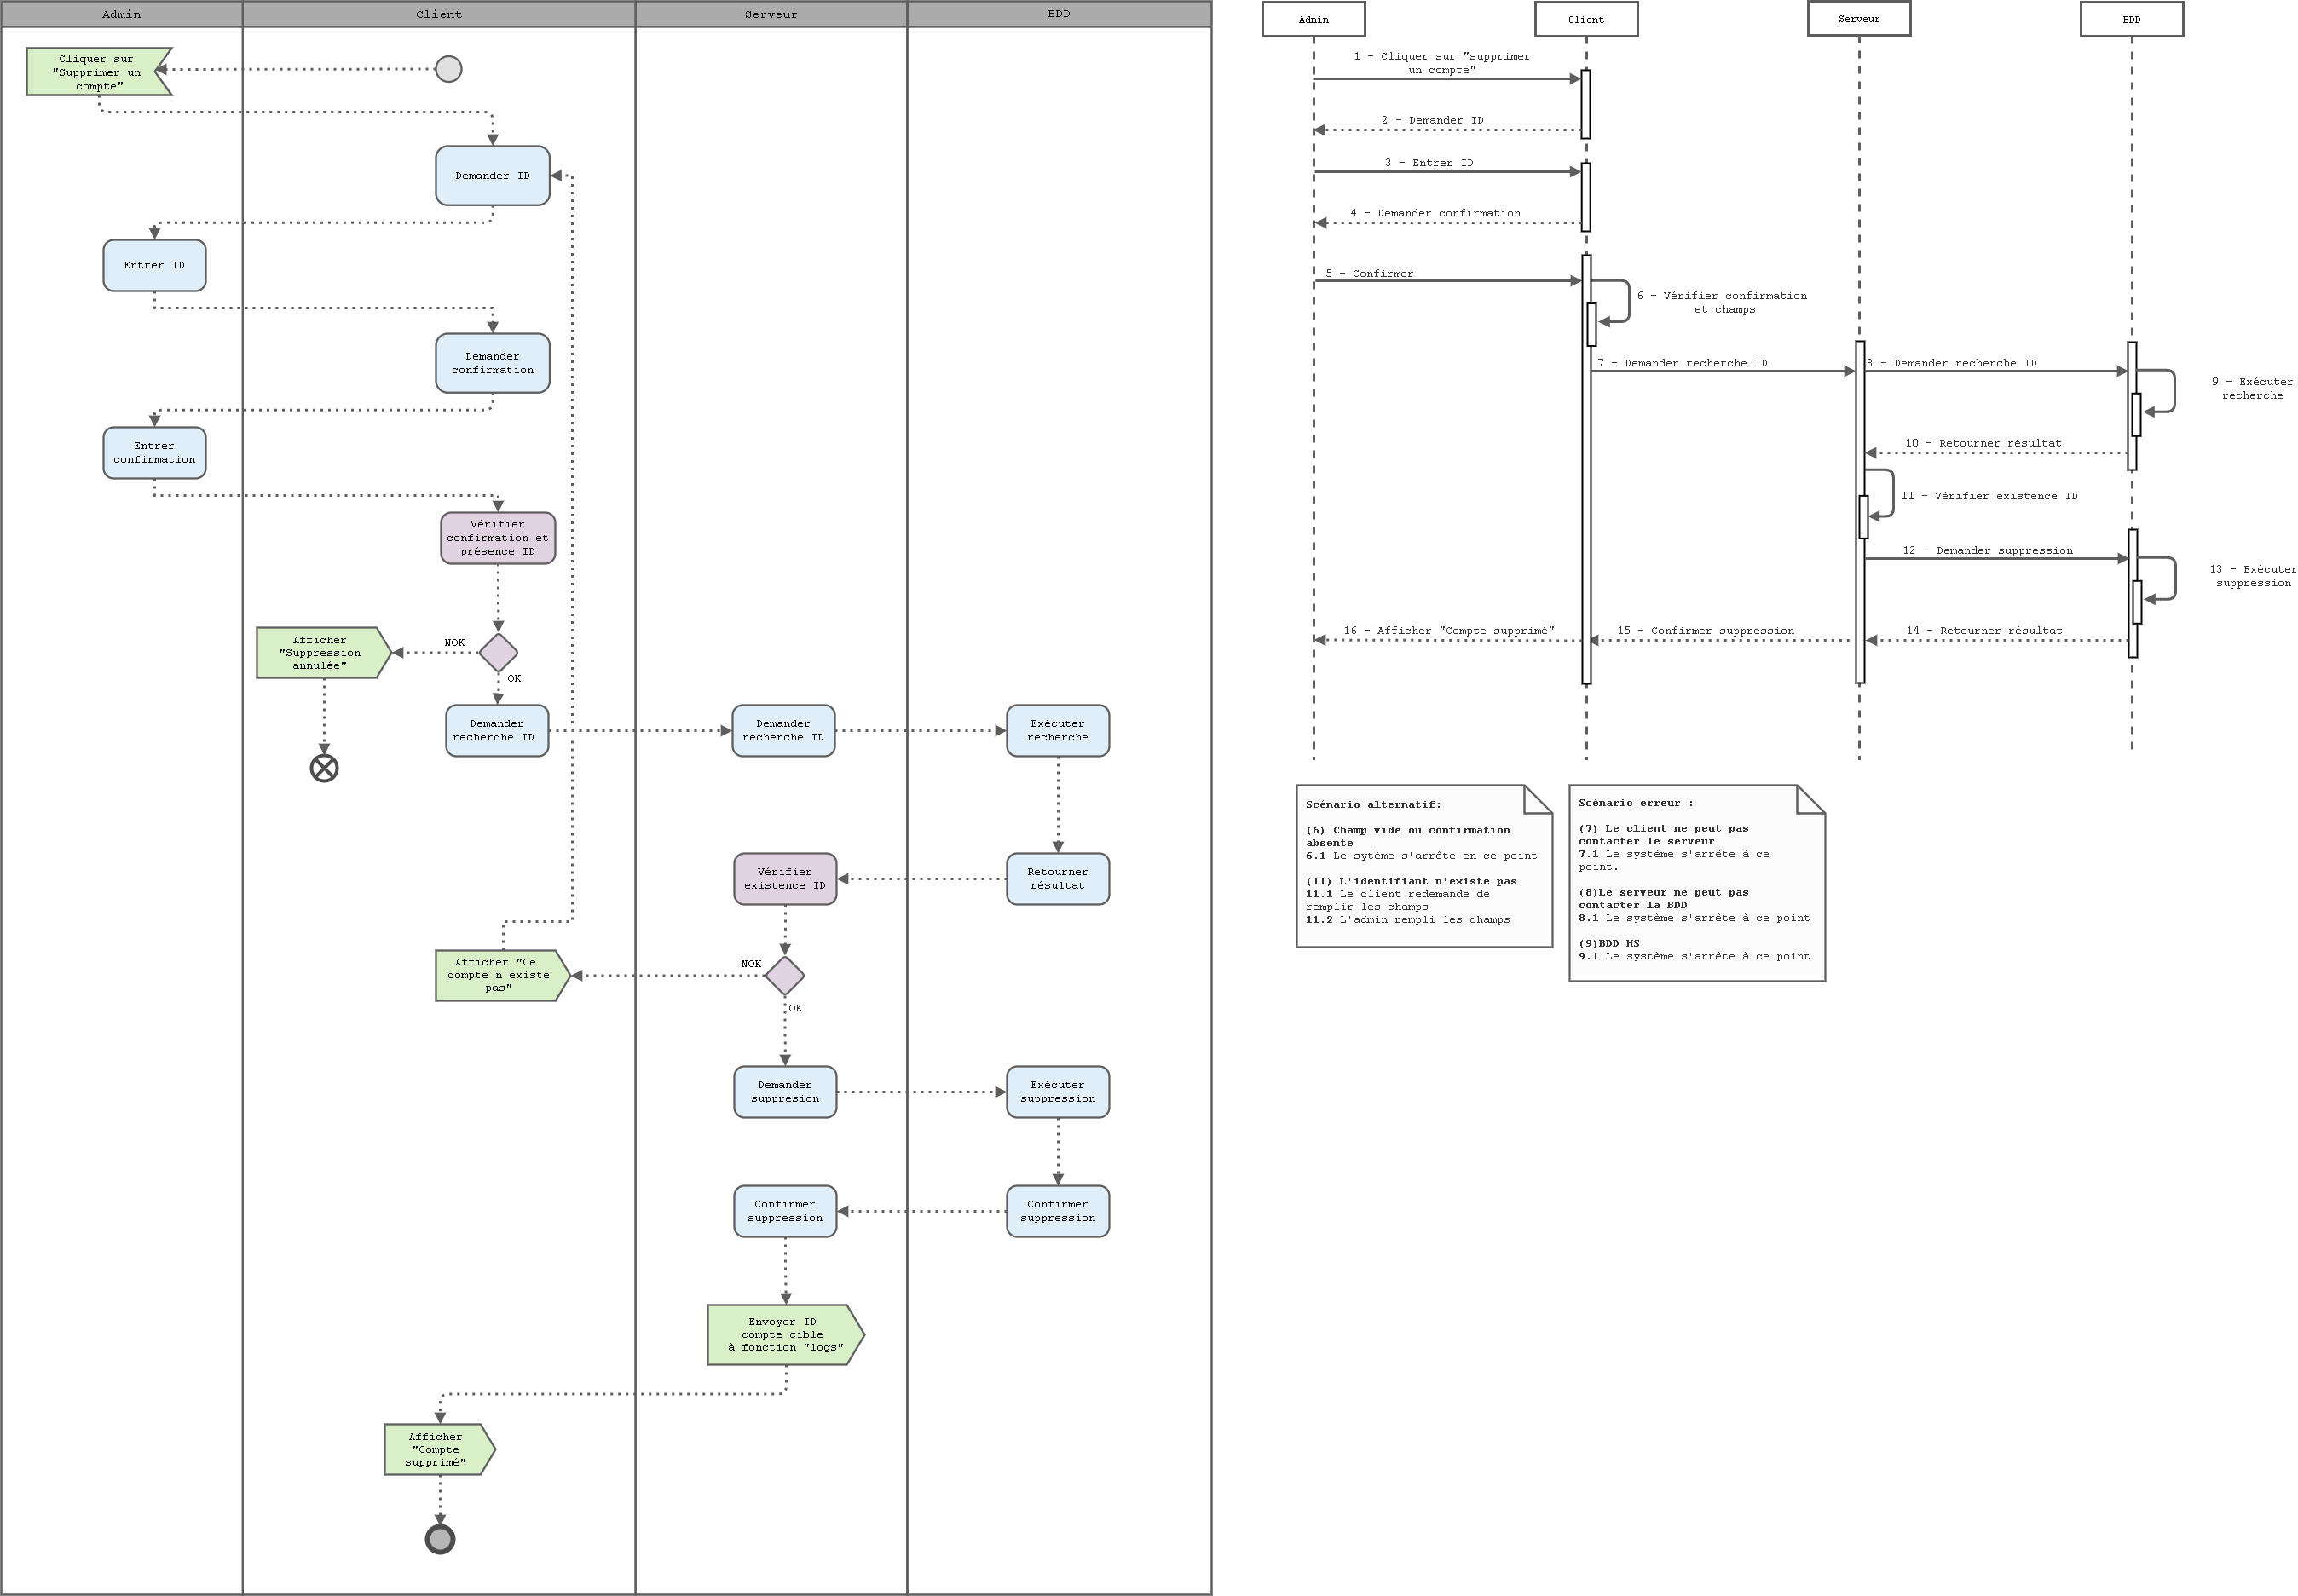 Admin
Client
Serveur
BDD
Cliquer sur
"Supprimer un
compte"
Demander ID
Entrer ID
Demander
confirmation
Entrer
confirmation
Vérifier
confirmation et
présence ID
NOK
Afficher
"Suppression
annulée"
OK
Demander
recherche ID
Demander
recherche ID
Exécuter
recherche
Retourner
résultat
Vérifier
existence ID
NOK
Afficher "Ce
compte n'existe
pas"
OK
Demander
suppresion
Exécuter
suppression
Confirmer
suppression
Confirmer
suppression
Envoyer ID
compte cible
à fonction "logs"
Afficher
"Compte
supprimé"
Admin
Client
Serveur
BDD
1 - Cliquer sur "supprimer
un compte"
2 - Demander ID
3 - Entrer ID
4 - Demander confirmation
5 - Confirmer
6 - Vérifier confirmation
et champs
7 - Demander recherche ID
8 - Demander recherche ID
9 - Exécuter
recherche
10 - Retourner résultat
11 - Vérifier existence ID
12 - Demander suppression
13 - Exécuter
suppression
16 - Afficher "Compte supprimé"
15 - Confirmer suppression
14 - Retourner résultat
Scénario alternatif:
(6) Champ vide ou confirmation
absente
6.1 Le sytème s'arrête en ce point
(11) L'identifiant n'existe pas
11.1 Le client redemande de
remplir les champs
11.2 L'admin rempli les champs
Scénario erreur :
(7) Le client ne peut pas
contacter le serveur
7.1 Le système s'arrête à ce
point.
(8)Le serveur ne peut pas
contacter la BDD
8.1 Le système s'arrête à ce point
(9)BDD HS
9.1 Le système s'arrête à ce point